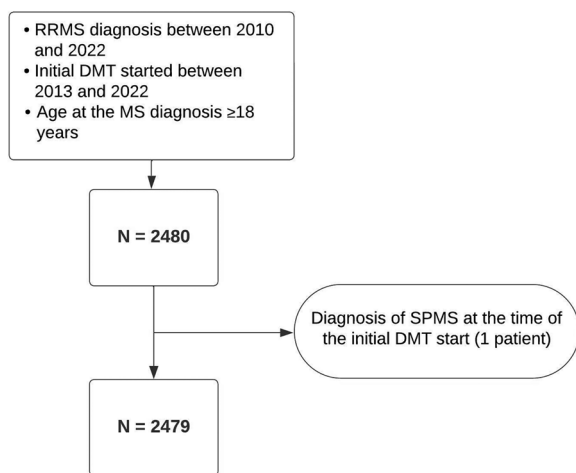 • RRMS diagnosis between 2010
and 2022
• Initial DMT started between
2013 and 2022
• Age at the MS diagnosis ≥18
years
N = 2480
Diagnosis of SPMS at the time of
the initial DMT start (1 patient)
N = 2479